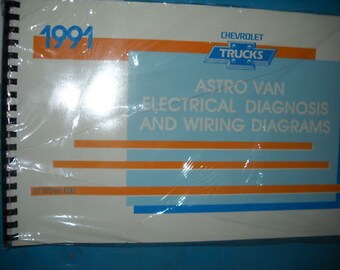 1991
CHEVROLET
TRUCKS
ASTRO VAN
ELECTRICAL DIAGNOSIS
AND WIRING DIAGRAMS